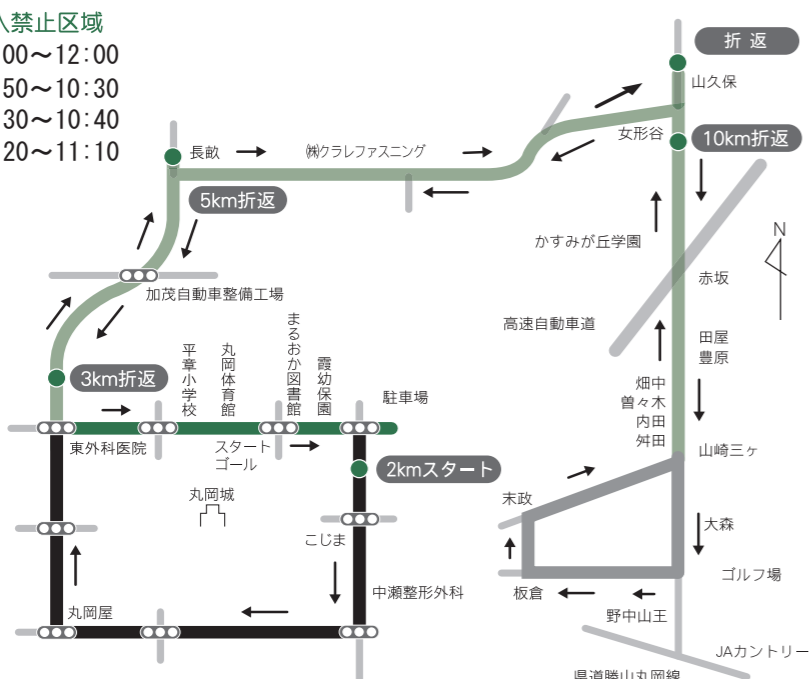 入禁止区域
00～12:00
50～10:30
30～10:40
20～11:10
折 返
山久保
女形谷
10km折返
長畝
㈱クラレファスニング
5km折返
かすみが丘学園
N
加茂自動車整備工場
赤坂
高速自動車道
田屋
豊原
3km折返
平章小学校
丸岡体育館
まるおか図書館
霞幼保園
駐車場
畑中
曽々木
内田
舛田
東外科医院
スタート
ゴール
山崎三ヶ
2kmスタート
丸岡城
末政
大森
こじま
ゴルフ場
中瀬整形外科
板倉
丸岡屋
野中山王
JAカントリー
県道勝山丸岡線